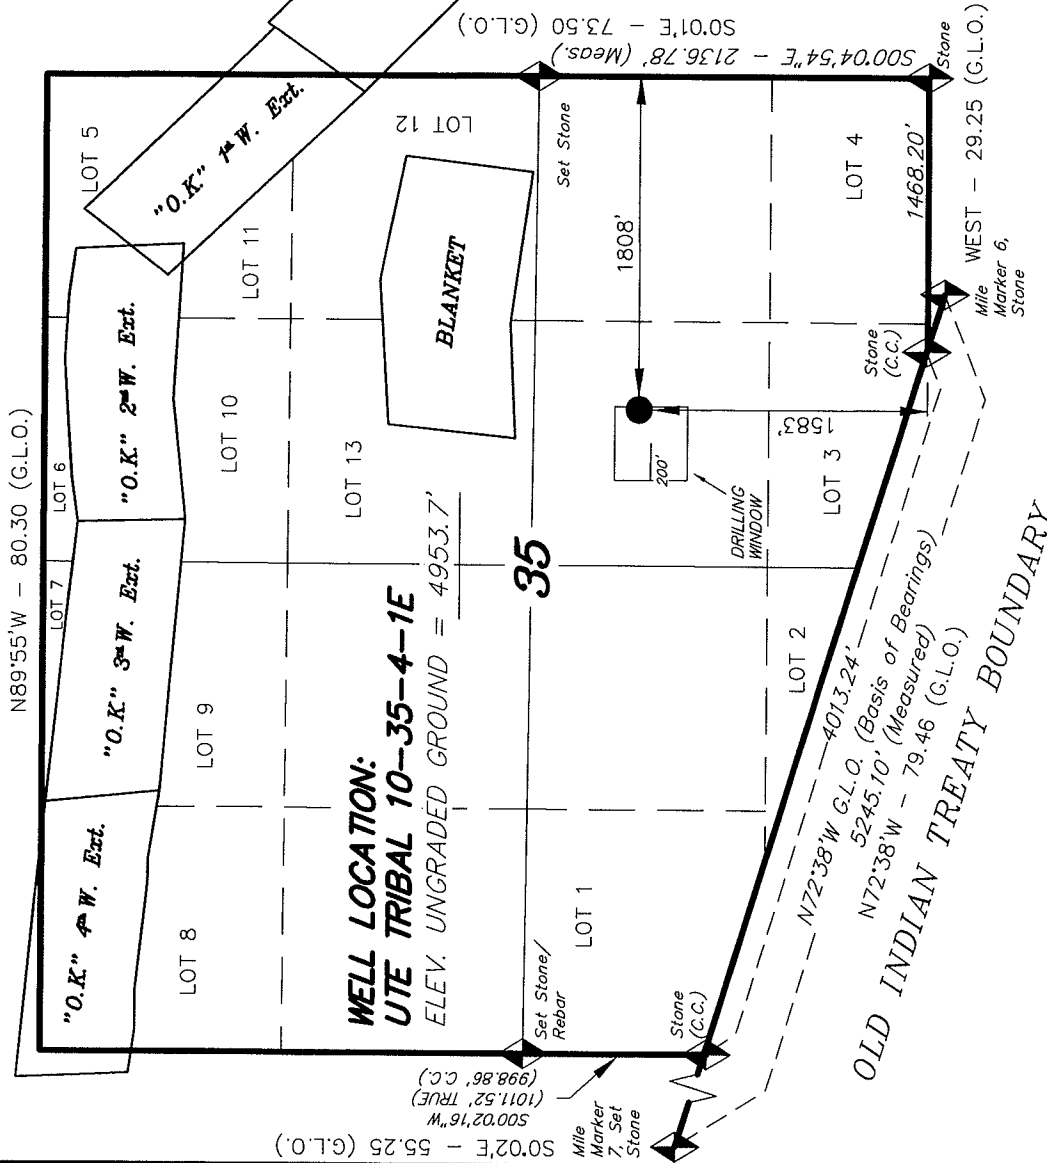 N89°55'W - 80.30 (G.L.O.)
S0°01'E - 73.50 (G.L.O.)
S00°04'54"E - 2136.78' (Meas.)
LOT 5
LOT 6
LOT 7
"O.K." 1st W. Ext.
"O.K." 2nd W. Ext.
"O.K." 3rd W. Ext.
"O.K." 4th W. Ext.
LOT 8
LOT 9
LOT 10
LOT 11
LOT 12
LOT 13
BLANKET
WELL LOCATION:
UTE TRIBAL 10-35-4-1E
ELEV. UNGRADED GROUND = 4953.7'
35
Set Stone
Set Stone/
Rebar
1808'
1583'
200'
DRILLING
WINDOW
LOT 1
LOT 2
LOT 3
LOT 4
1468.20'
Stone
WEST - 29.25 (G.L.O.)
Mile
Marker 6,
Stone
Stone
(C.C.)
Stone
(C.C.)
S00°02'16"W
(1011.52' TRUE)
(998.86' C.C.)
S0°02'E - 55.25 (G.L.O.)
Mile
Marker
7, Set
Stone
4013.24'
N72°38'W G.L.O. (Basis of Bearings)
5245.10' (Measured)
N72°38'W - 79.46 (G.L.O.)
OLD INDIAN TREATY BOUNDARY